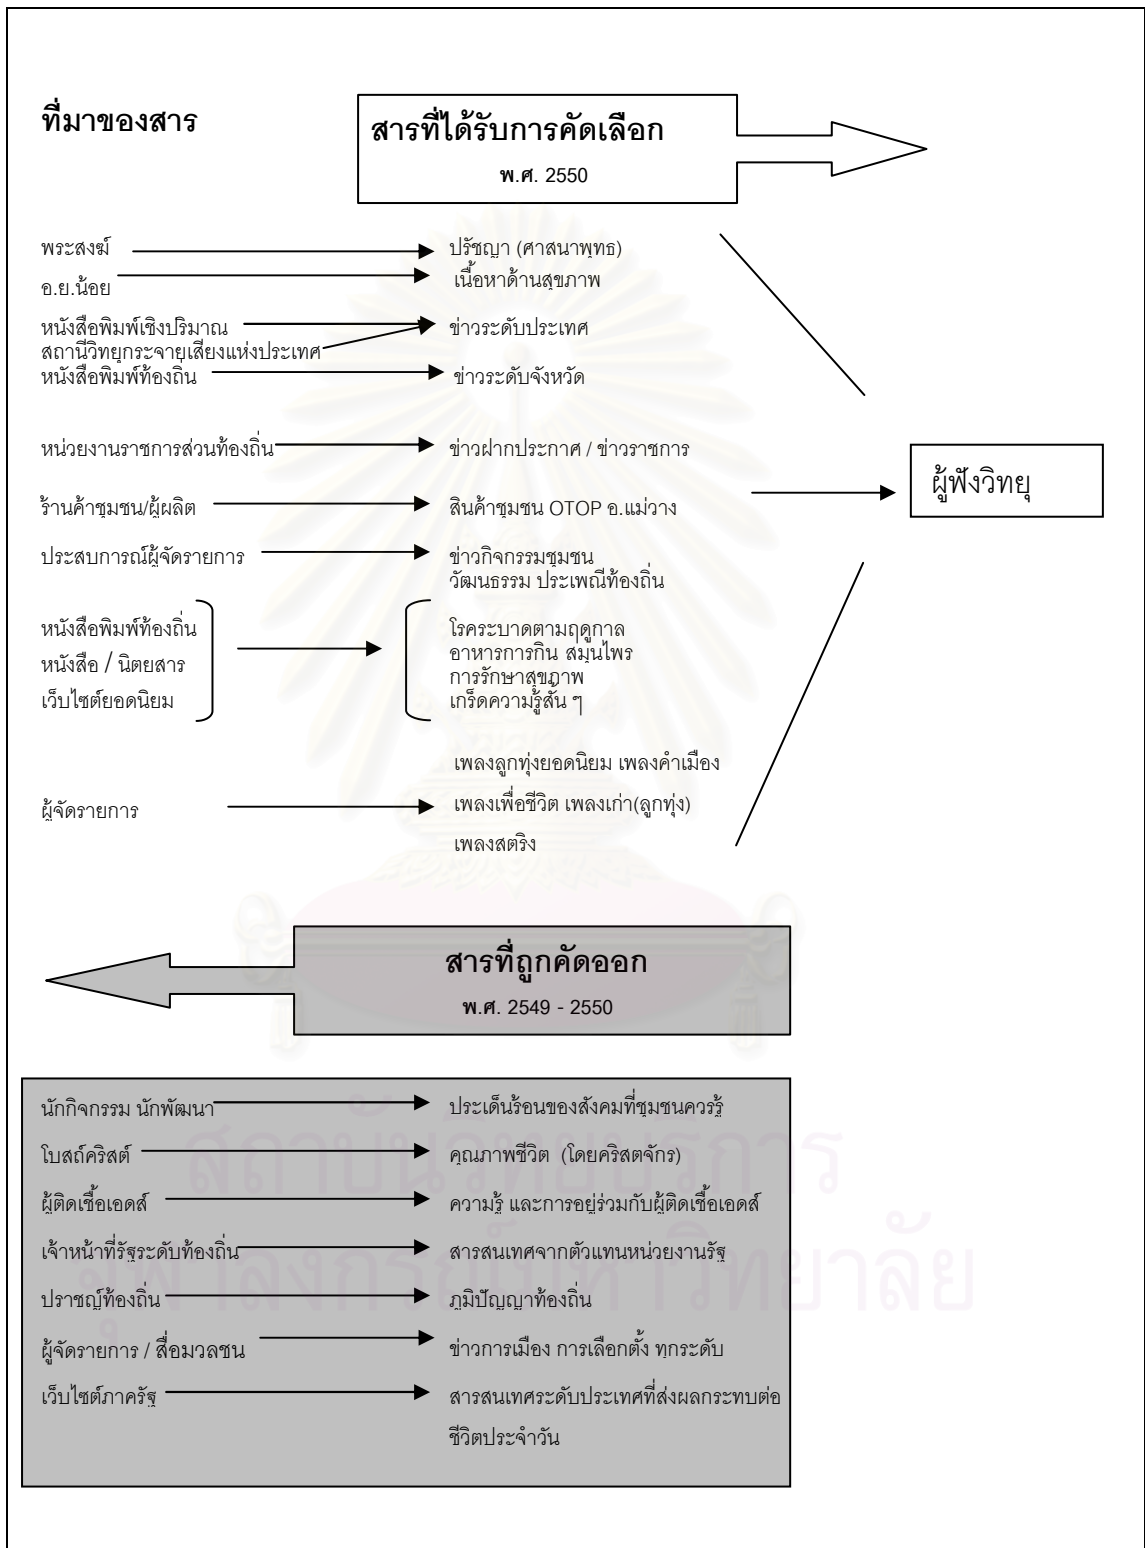 ที่มาของสาร
สารที่ได้รับการคัดเลือก
พ.ศ. 2550
พระสงฆ์ ปรัชญา (ศาสนาพุทธ)
อ.ย.น้อย เนื้อหาด้านสุขภาพ
หนังสือพิมพ์เชิงปริมาณ ข่าวระดับประเทศ
สถานีวิทยุกระจายเสียงแห่งประเทศ
หนังสือพิมพ์ท้องถิ่น ข่าวระดับจังหวัด
หน่วยงานราชการส่วนท้องถิ่น ข่าวฝากประกาศ / ข่าวราชการ
ผู้ฟังวิทยุ
ร้านค้าชุมชน/ผู้ผลิต สินค้าชุมชน OTOP อ.แม่วาง
ประสบการณ์ผู้จัดรายการ ข่าวกิจกรรมชุมชน
วัฒนธรรม ประเพณีท้องถิ่น
หนังสือพิมพ์ท้องถิ่น โรคระบาดตามฤดูกาล
หนังสือ / นิตยสาร อาหารการกิน สมุนไพร
การรักษาสุขภาพ
เว็บไซต์ยอดนิยม เกร็ดความรู้สั้น ๆ
เพลงลูกทุ่งยอดนิยม เพลงคำเมือง
ผู้จัดรายการ เพลงเพื่อชีวิต เพลงเก่า(ลูกทุ่ง)
เพลงสตริง
สารที่ถูกคัดออก
พ.ศ. 2549 - 2550
นักกิจกรรม นักพัฒนา ประเด็นร้อนของสังคมที่ชุมชนควรรู้
โบสถ์คริสต์ คุณภาพชีวิต (โดยคริสตจักร)
ผู้ติดเชื้อเอดส์ ความรู้ และการอยู่ร่วมกับผู้ติดเชื้อเอดส์
เจ้าหน้าที่รัฐระดับท้องถิ่น สารสนเทศจากตัวแทนหน่วยงานรัฐ
ปราชญ์ท้องถิ่น ภูมิปัญญาท้องถิ่น
ผู้จัดรายการ / สื่อมวลชน ข่าวการเมือง การเลือกตั้ง ทุกระดับ
เว็บไซต์ภาครัฐ สารสนเทศระดับประเทศที่ส่งผลกระทบต่อ
ชีวิตประจำวัน
สถาบันวิทยบริการ
จุฬาลงกรณ์มหาวิทยาลัย